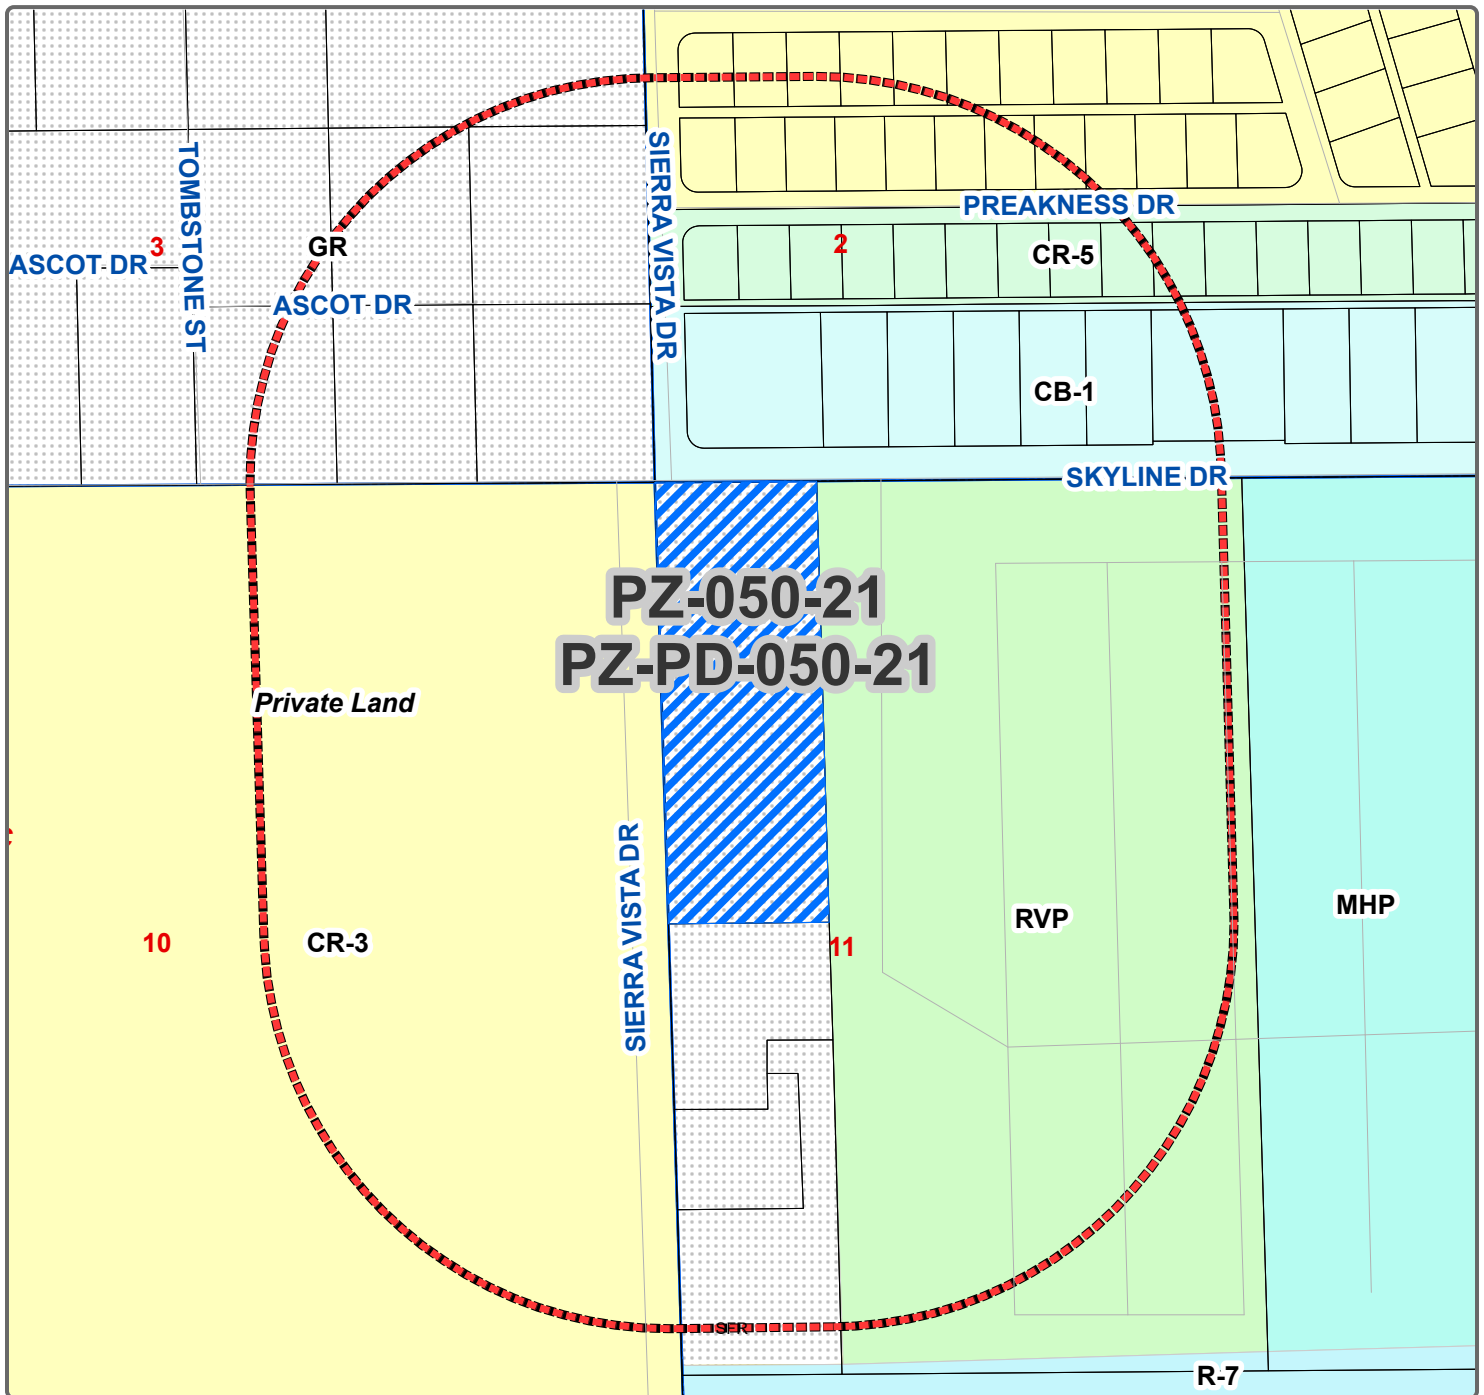 TOMBSTONE ST
SIERRA VISTA DR
PREAKNESS DR
3
GR
2
CR-5
ASCOT DR
ASCOT DR
CB-1
SKYLINE DR
PZ-050-21
PZ-PD-050-21
Private Land
SIERRA VISTA DR
10
CR-3
11
RVP
MHP
SFR
R-7